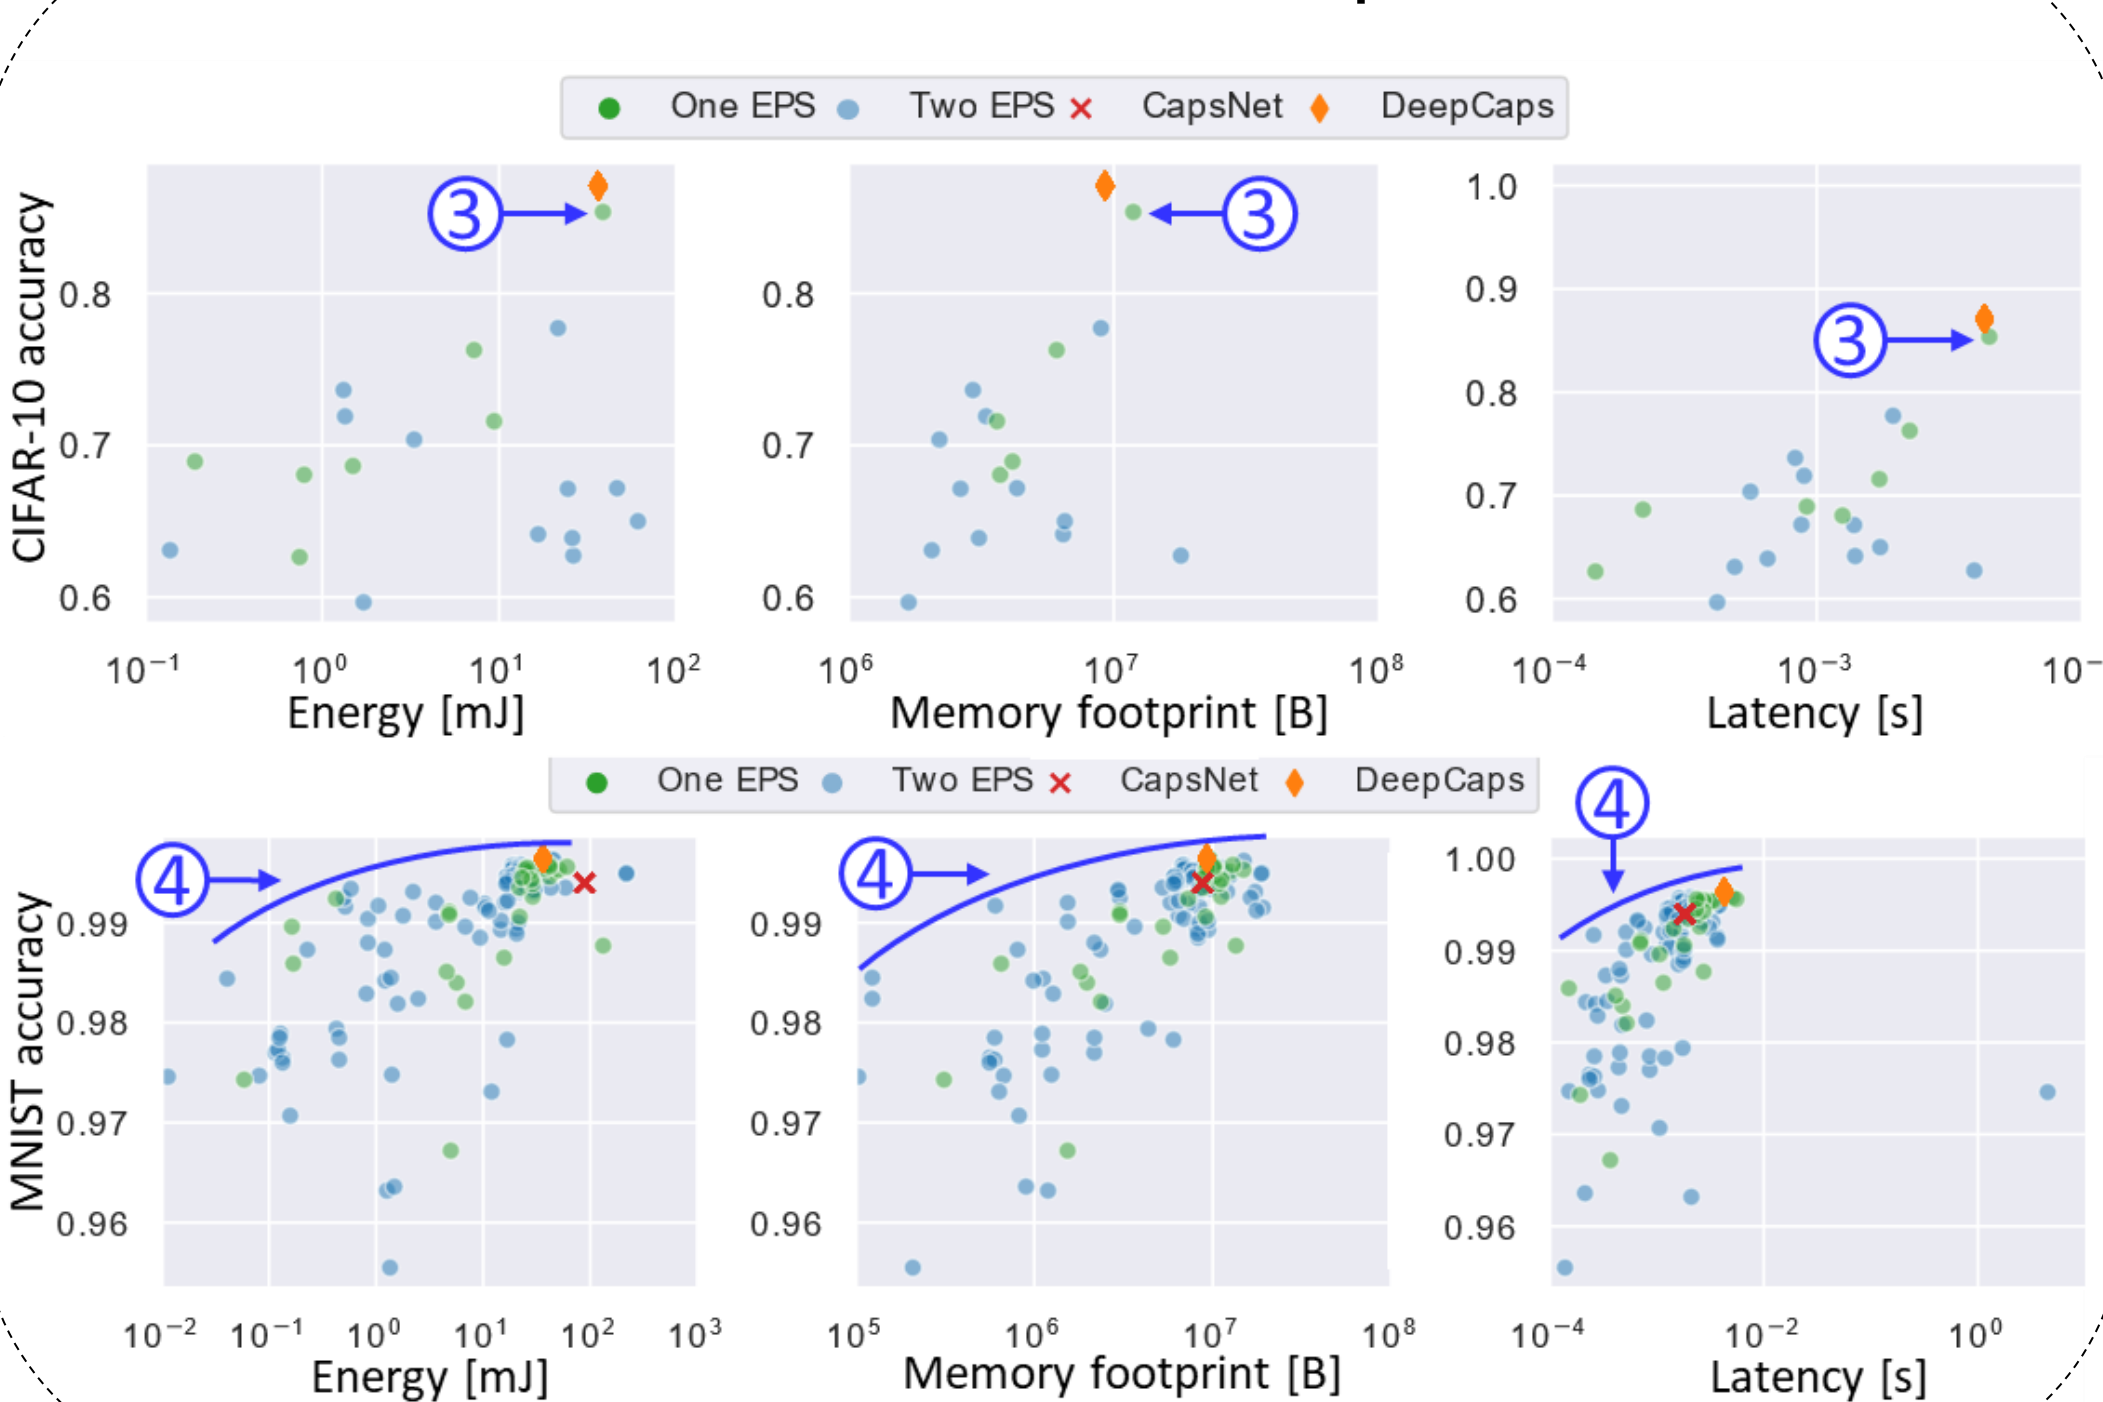 One EPS Two EPS CapsNet DeepCaps
CIFAR-10 accuracy
0.8
0.7
0.6
3
10⁻¹ 10⁰ 10¹ 10²
Energy [mJ]
0.8
0.7
0.6
3
10⁶ 10⁷ 10⁸
Memory footprint [B]
1.0
0.9
0.8
0.7
0.6
3
10⁻⁴ 10⁻³ 10⁻
Latency [s]
One EPS Two EPS CapsNet DeepCaps
MNIST accuracy
4
0.99
0.98
0.97
0.96
10⁻² 10⁻¹ 10⁰ 10¹ 10² 10³
Energy [mJ]
4
0.99
0.98
0.97
0.96
10⁵ 10⁶ 10⁷ 10⁸
Memory footprint [B]
4
1.00
0.99
0.98
0.97
0.96
10⁻⁴ 10⁻² 10⁰
Latency [s]